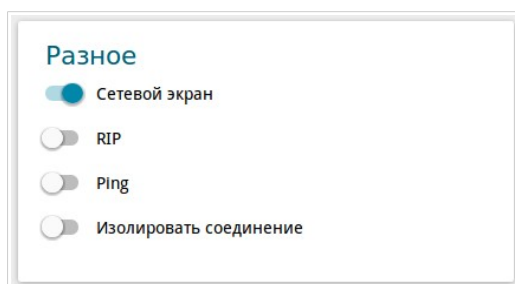 Разное
Сетевой экран
RIP
Ping
Изолировать соединение